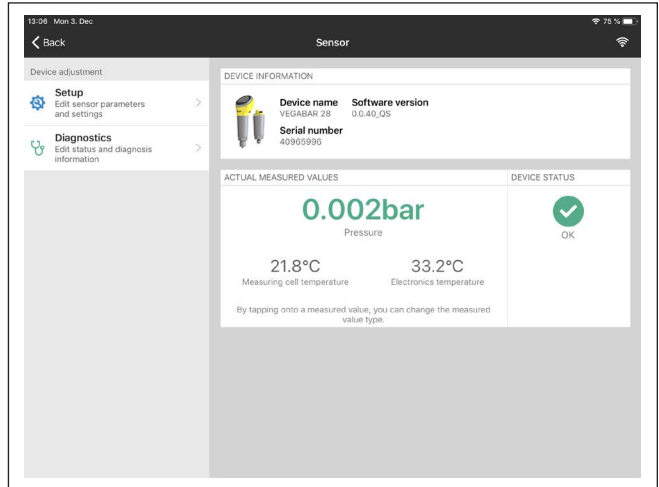 13:06 Mon 3. Dec
75 %
Back
Sensor
Device adjustment
Setup
Edit sensor parameters
and settings
Diagnostics
Edit status and diagnosis
information
DEVICE INFORMATION
Device name
VEGABAR 28
Software version
0.0.40_QS
Serial number
40965996
ACTUAL MEASURED VALUES
0.002bar
Pressure
21.8°C
Measuring cell temperature
33.2°C
Electronics temperature
By tapping onto a measured value, you can change the measured
value type.
DEVICE STATUS
OK